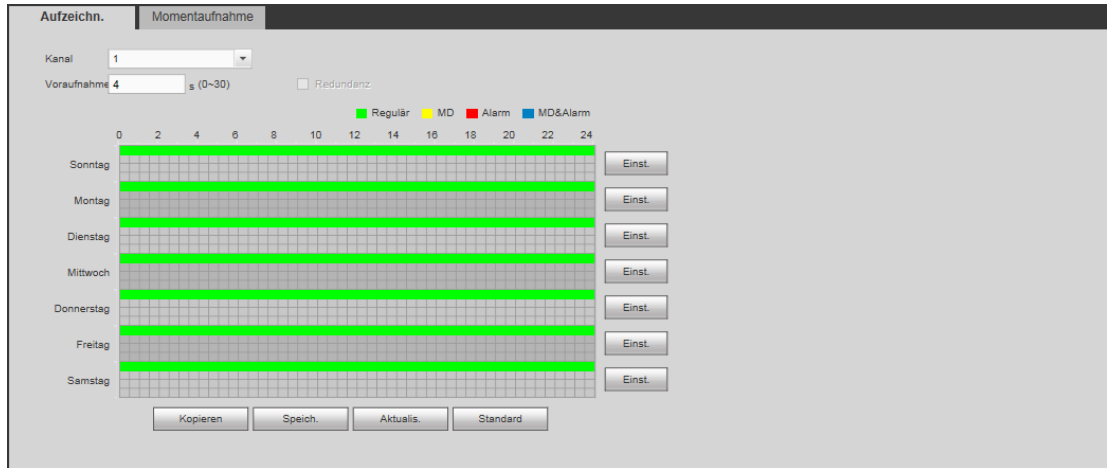 Aufzeichn. Momentaufnahme
Kanal 1
Voraufnahme 4 s (0~30) Redundanz
Regulär MD Alarm MD&Alarm
0 2 4 6 8 10 12 14 16 18 20 22 24
Sonntag Einst.
Montag Einst.
Dienstag Einst.
Mittwoch Einst.
Donnerstag Einst.
Freitag Einst.
Samstag Einst.
Kopieren Speich. Aktualis. Standard